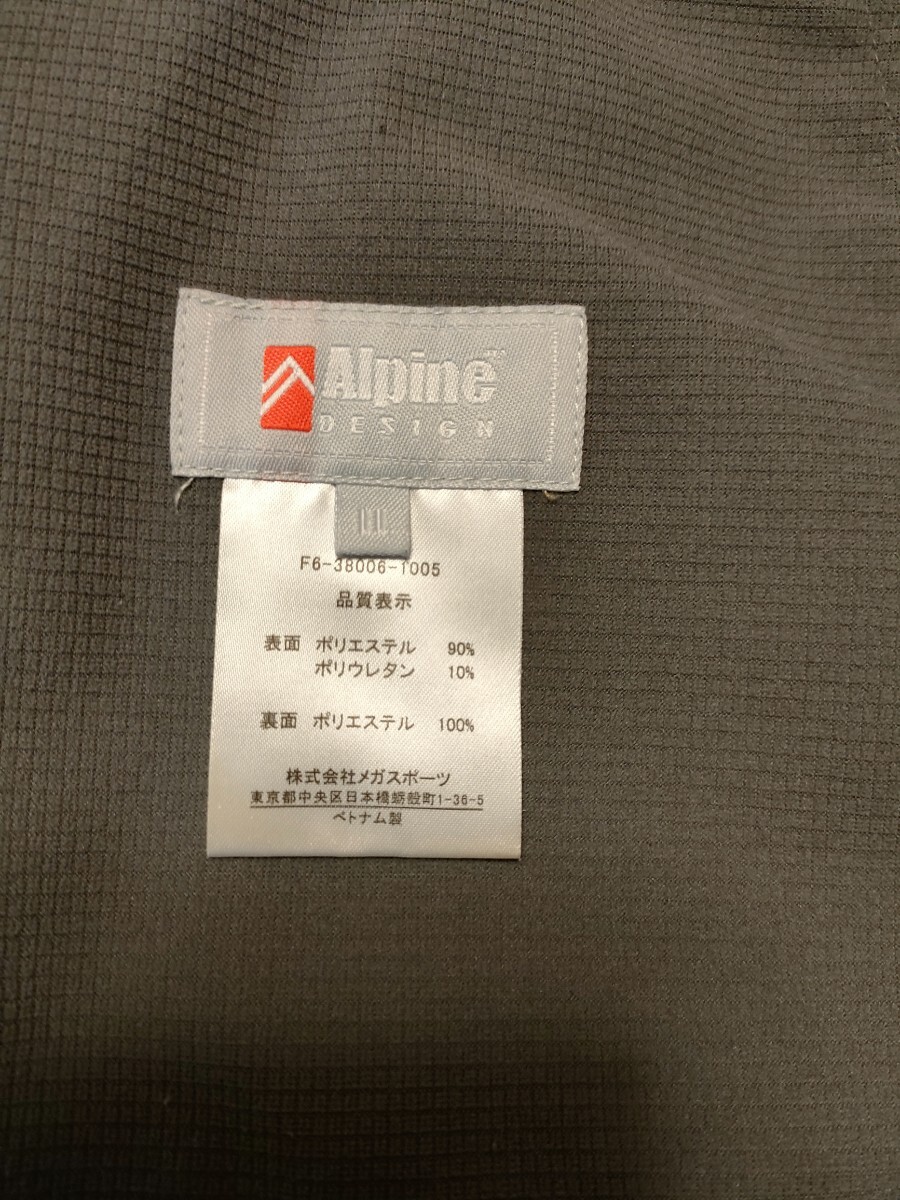 Alpine™
DESIGN
LL
F6-38006-1005
品質表示
表面 ポリエステル 90%
ポリウレタン 10%
裏面 ポリエステル 100%
株式会社メガスポーツ
東京都中央区日本橋蛎殻町1-36-5
ベトナム製